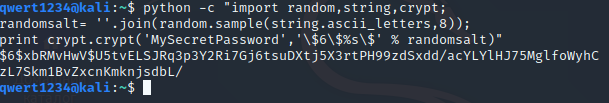 qwert1234@kali:~$ python -c "import random,string,crypt;
randomsalt= ''.join(random.sample(string.ascii_letters,8));
print crypt.crypt('MySecretPassword','\$6\$%s\$' % randomsalt)"
$6$xbRMvHwV$U5tvELSJRq3p3Y2Ri7Gj6tsuDXtj5X3rtPH99zdSxdd/acYLYlHJ75MglfoWyhC
zL7Skm1BvZxcnKmknjsdbL/
qwert1234@kali:~$